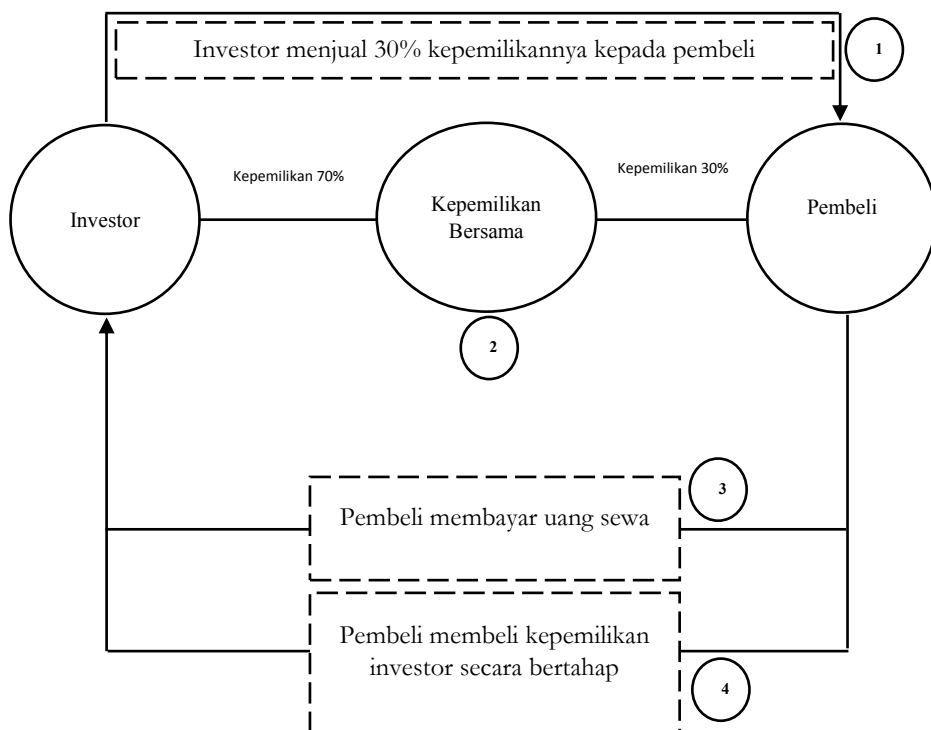 Investor menjual 30% kepemilikannya kepada pembeli
1
Kepemilikan 70%
Kepemilikan 30%
Investor
Kepemilikan
Bersama
Pembeli
2
3
Pembeli membayar uang sewa
Pembeli membeli kepemilikan
investor secara bertahap
4